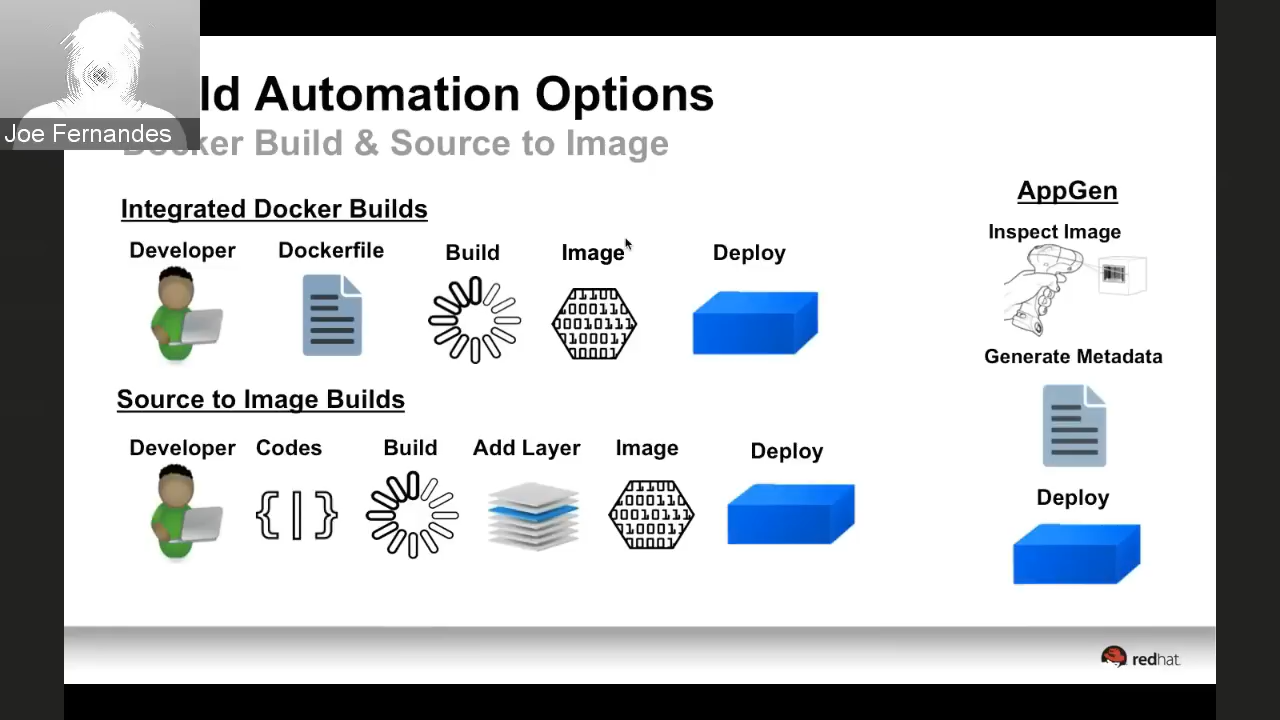 Joe Fernandes
ld Automation Options
Docker Build & Source to Image
Integrated Docker Builds
Developer Dockerfile Build Image Deploy
Source to Image Builds
Developer Codes Build Add Layer Image Deploy
AppGen
Inspect Image
Generate Metadata
Deploy
redhat.